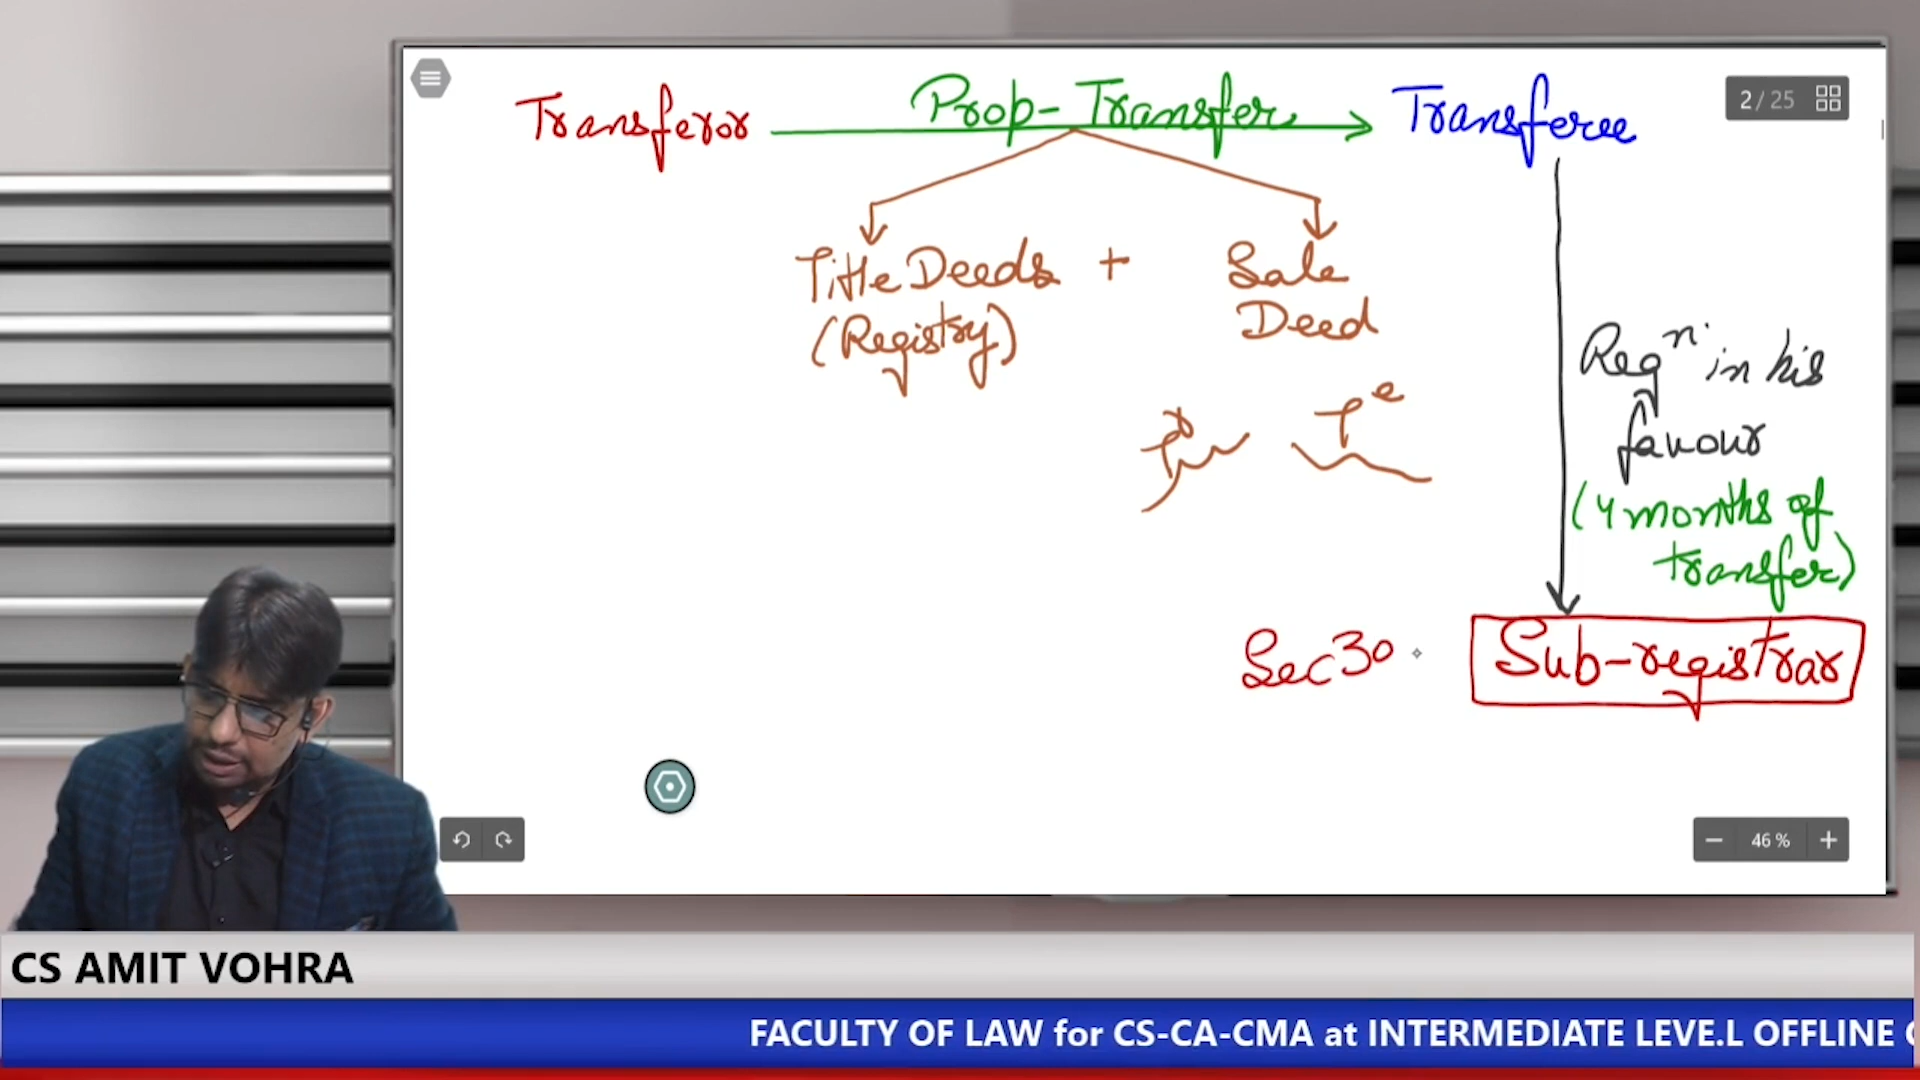 Transferor Prop-Transfer Transferee
2 / 25
Title Deeds + Sale
(Registry) Deed
Regn in his
favour
Tr Te
(4 months of
transfer)
Sec 30 Sub-registrar
46 %
CS AMIT VOHRA
FACULTY OF LAW for CS-CA-CMA at INTERMEDIATE LEVE.L OFFLINE